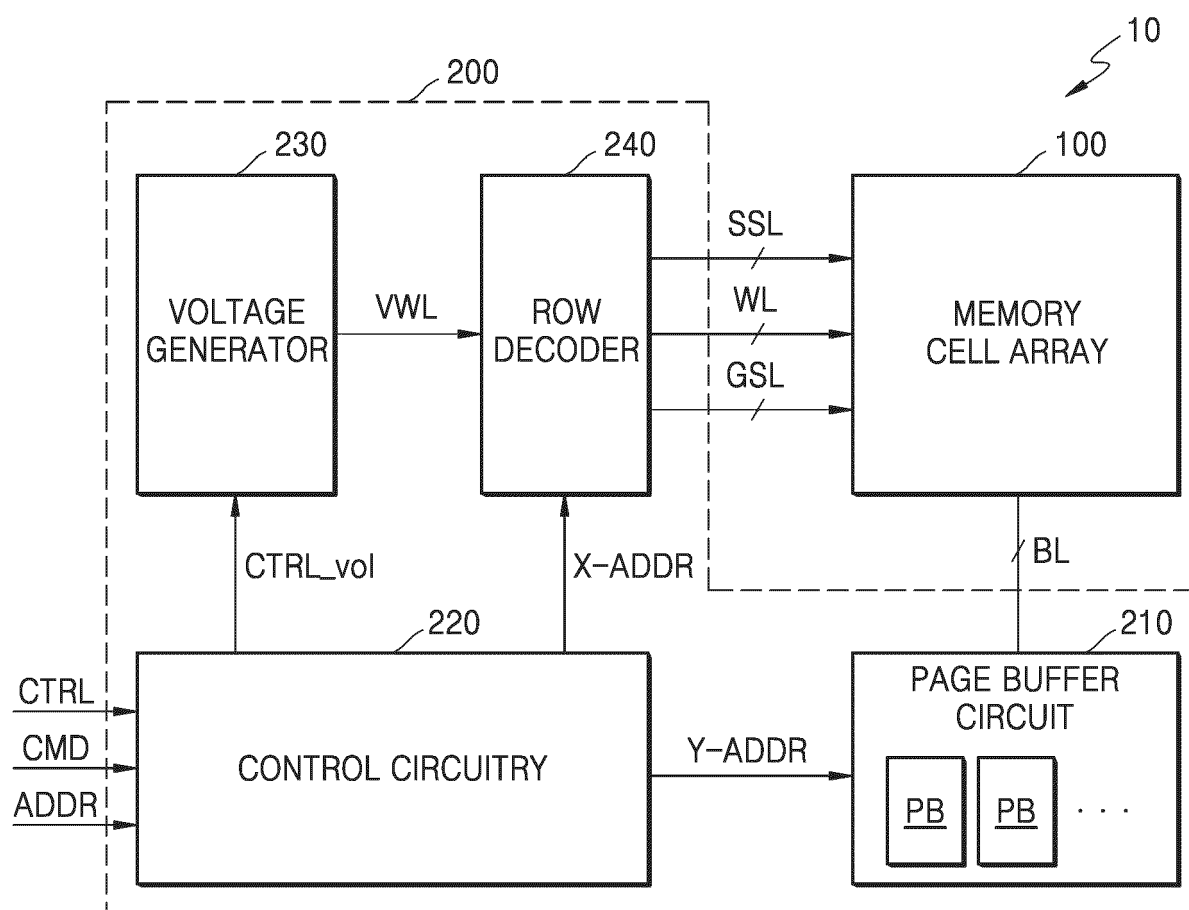 10
200
230
240
100
SSL
VOLTAGE
GENERATOR
VWL
ROW
DECODER
WL
MEMORY
CELL ARRAY
GSL
CTRL_vol
X-ADDR
BL
220
210
CTRL
CMD
ADDR
CONTROL CIRCUITRY
Y-ADDR
PAGE BUFFER
CIRCUIT
PB PB . . .